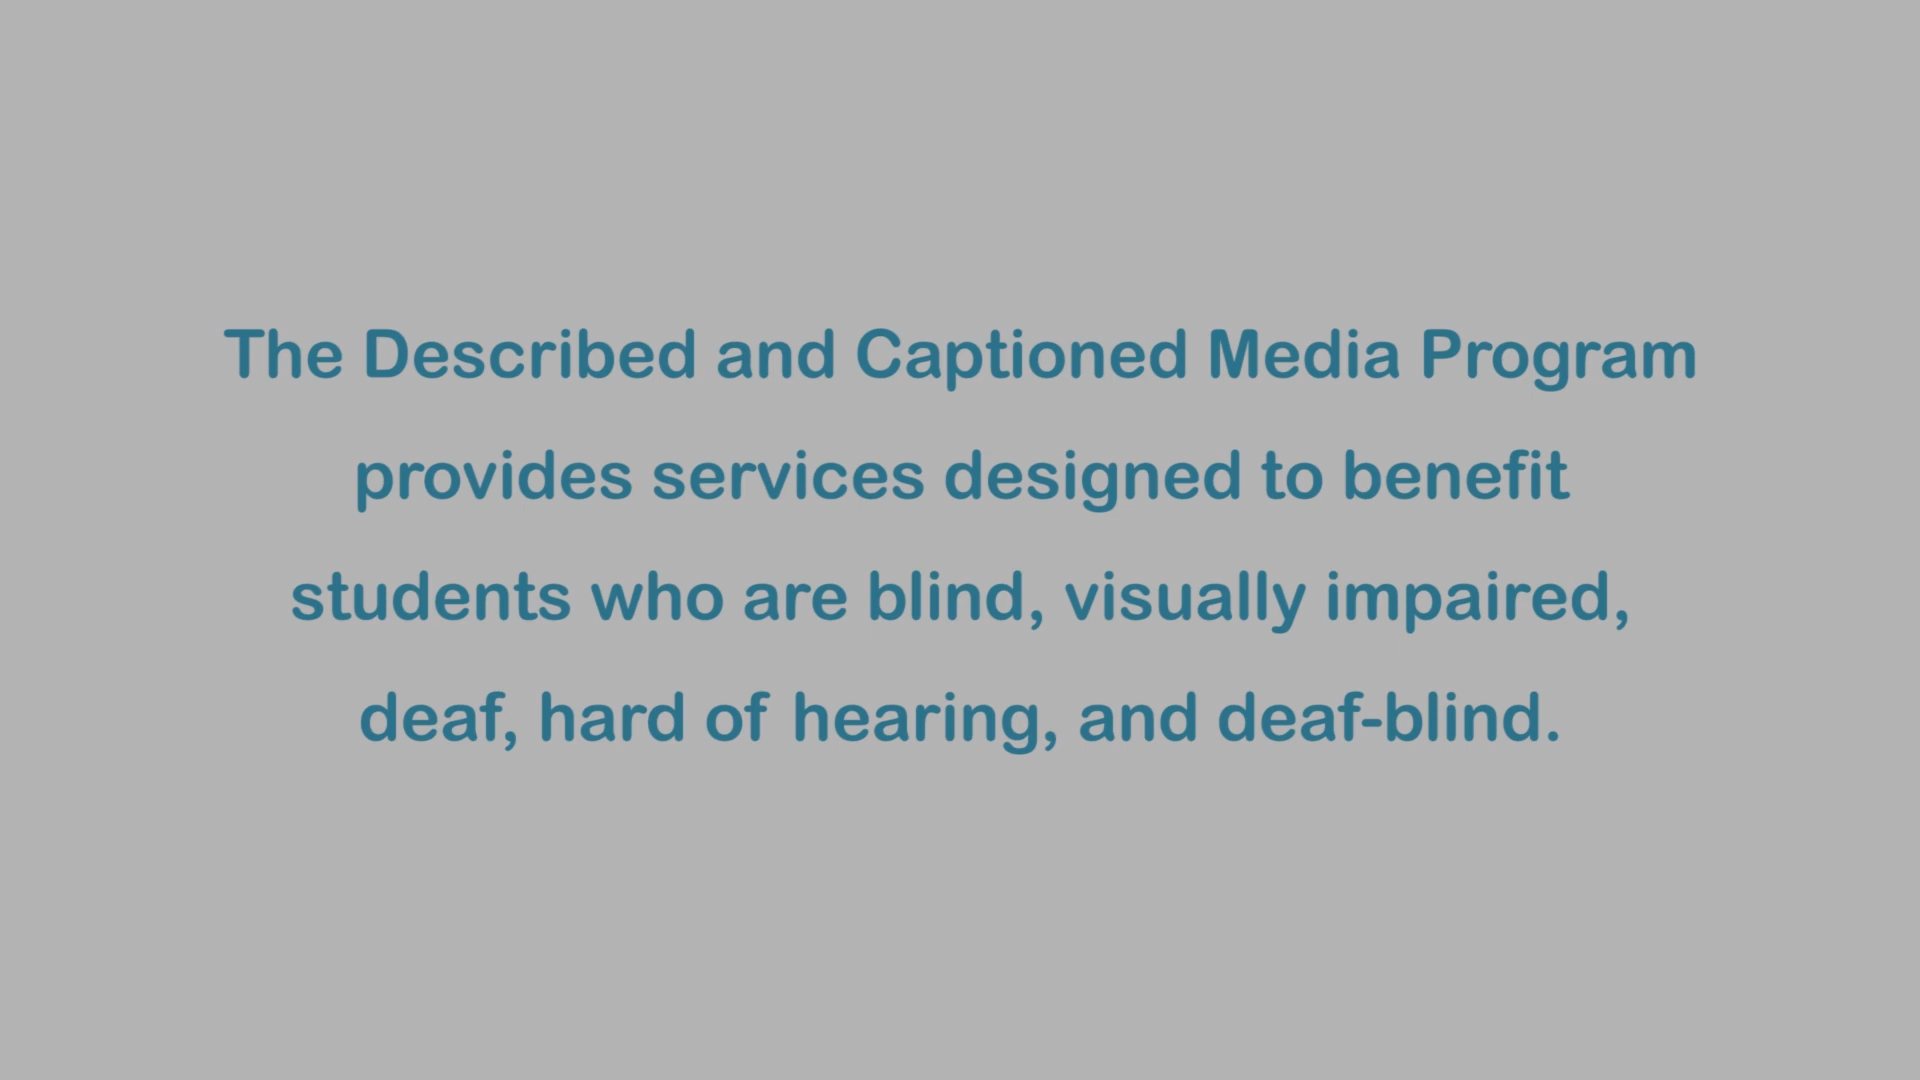 The Described and Captioned Media Program
provides services designed to benefit
students who are blind, visually impaired,
deaf, hard of hearing, and deaf-blind.